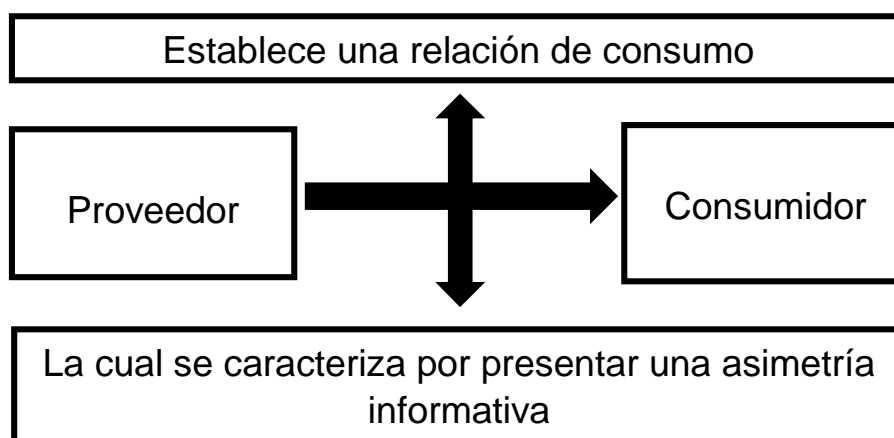 Establece una relación de consumo
Proveedor
Consumidor
La cual se caracteriza por presentar una asimetría
informativa